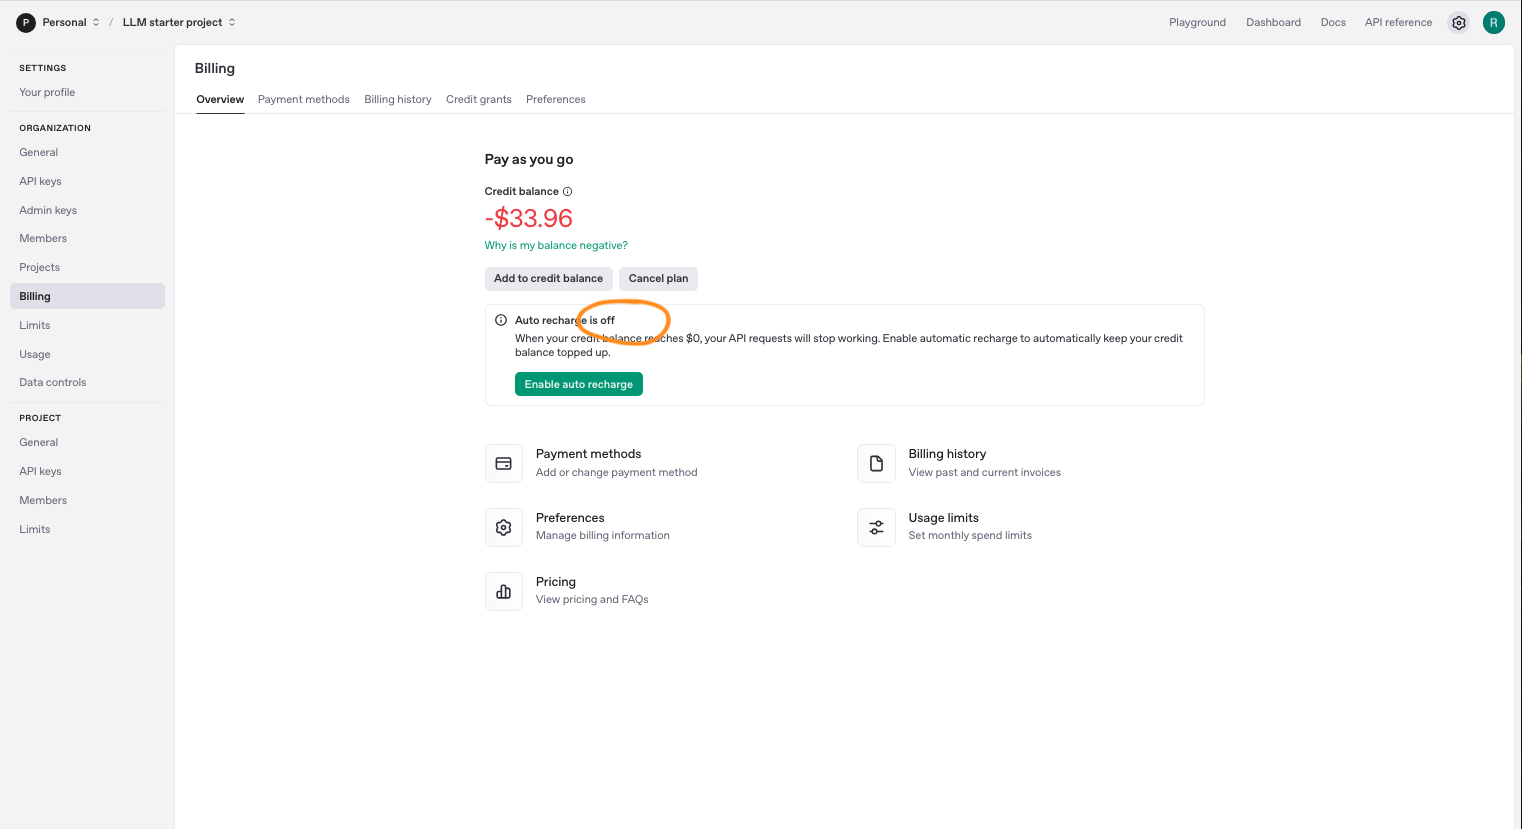 P Personal / LLM starter project
Playground Dashboard Docs API reference R
SETTINGS
Your profile
ORGANIZATION
General
API keys
Admin keys
Members
Projects
Billing
Limits
Usage
Data controls
PROJECT
General
API keys
Members
Limits
Billing
Overview Payment methods Billing history Credit grants Preferences
Pay as you go
Credit balance
-$33.96
Why is my balance negative?
Add to credit balance Cancel plan
Auto recharge is off
When your credit balance reaches $0, your API requests will stop working. Enable automatic recharge to automatically keep your credit
balance topped up.
Enable auto recharge
Payment methods
Add or change payment method
Billing history
View past and current invoices
Preferences
Manage billing information
Usage limits
Set monthly spend limits
Pricing
View pricing and FAQs